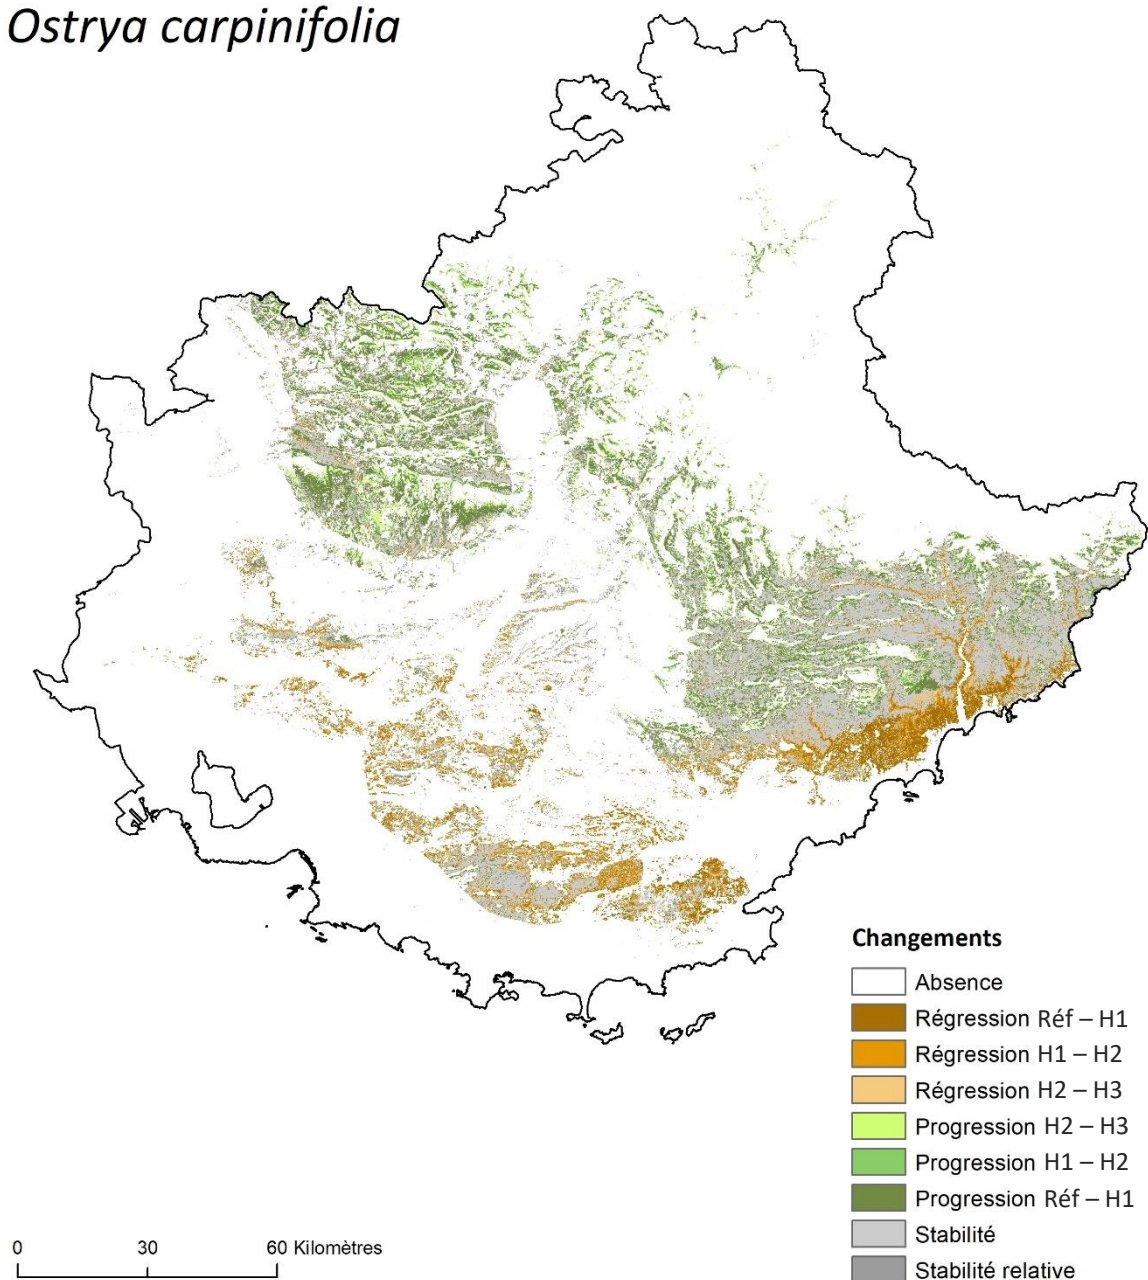 Ostrya carpinifolia
Changements
Absence
Régression Réf – H1
Régression H1 – H2
Régression H2 – H3
Progression H2 – H3
Progression H1 – H2
Progression Réf – H1
Stabilité
Stabilité relative
0 30 60 Kilomètres